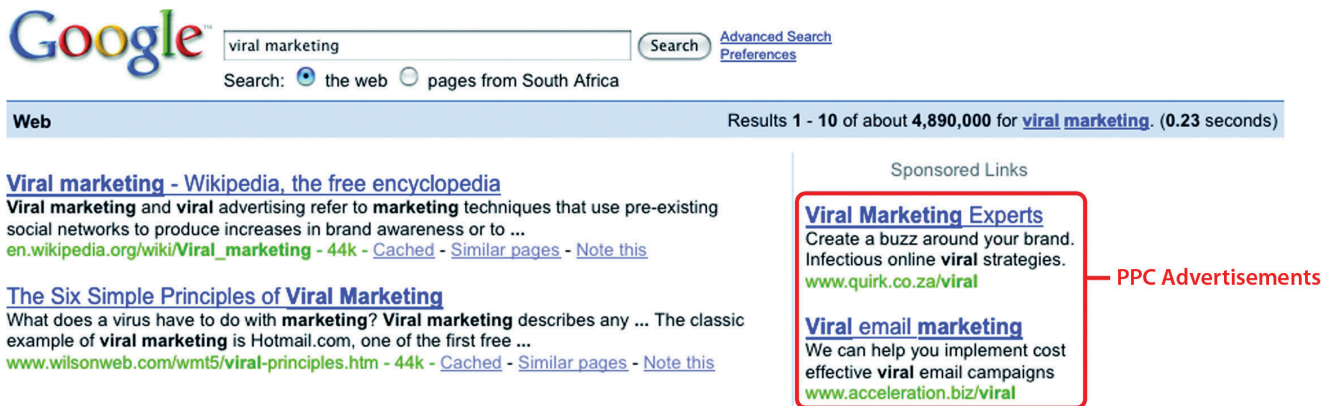 Google™
viral marketing
Search
Advanced Search
Preferences
Search: the web pages from South Africa
Web
Results 1 - 10 of about 4,890,000 for viral marketing. (0.23 seconds)
Viral marketing - Wikipedia, the free encyclopedia
Viral marketing and viral advertising refer to marketing techniques that use pre-existing
social networks to produce increases in brand awareness or to ...
en.wikipedia.org/wiki/Viral_marketing - 44k - Cached - Similar pages - Note this
The Six Simple Principles of Viral Marketing
What does a virus have to do with marketing? Viral marketing describes any ... The classic
example of viral marketing is Hotmail.com, one of the first free ...
www.wilsonweb.com/wmt5/viral-principles.htm - 44k - Cached - Similar pages - Note this
Sponsored Links
Viral Marketing Experts
Create a buzz around your brand.
Infectious online viral strategies.
www.quirk.co.za/viral
Viral email marketing
We can help you implement cost
effective viral email campaigns
www.acceleration.biz/viral
PPC Advertisements